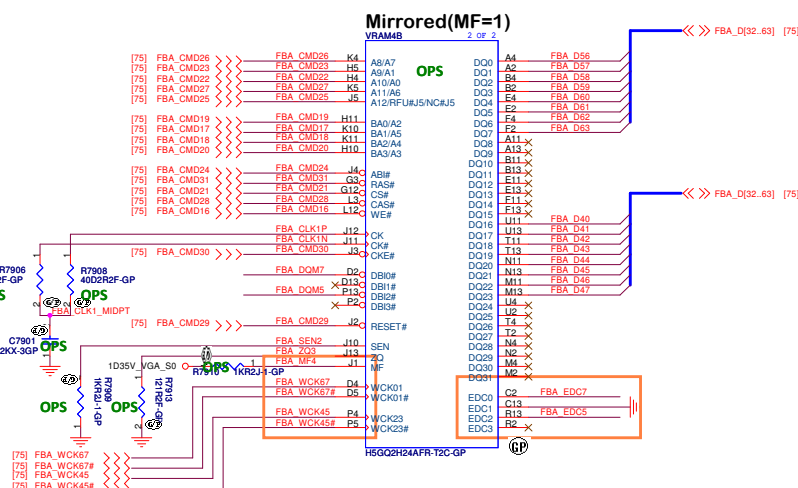 Mirrored(MF=1)
VRAM4B
2 OF 2
[75] FBA_CMD26 FBA_CMD26 K4 A8/A7
[75] FBA_CMD23 FBA_CMD23 H5 A9/A1
[75] FBA_CMD22 FBA_CMD22 H4 A10/A0
[75] FBA_CMD27 FBA_CMD27 K5 A11/A6
[75] FBA_CMD25 FBA_CMD25 J5 A12/RFU#J5/NC#J5
[75] FBA_CMD19 FBA_CMD19 H11 BA0/A2
[75] FBA_CMD17 FBA_CMD17 K10 BA1/A5
[75] FBA_CMD18 FBA_CMD18 K11 BA2/A4
[75] FBA_CMD20 FBA_CMD20 H10 BA3/A3
[75] FBA_CMD24 FBA_CMD24 J4 ABI#
[75] FBA_CMD31 FBA_CMD31 G3 RAS#
[75] FBA_CMD21 FBA_CMD21 G12 CS#
[75] FBA_CMD28 FBA_CMD28 L3 CAS#
[75] FBA_CMD16 FBA_CMD16 L12 WE#
FBA_CLK1P J12 CK
FBA_CLK1N J11 CK#
[75] FBA_CMD30 FBA_CMD30 J3 CKE#
FBA_DQM7 D2 DBI0#
D13 DBI1#
FBA_DQM5 P13 DBI2#
P2 DBI3#
[75] FBA_CMD29 FBA_CMD29 J2 RESET#
FBA_SEN2 J10 SEN
FBA_ZQ3 J13 ZQ
FBA_MF4 J1 MF
FBA_WCK67 D4 WCK01
FBA_WCK67# D5 WCK01#
FBA_WCK45 P4 WCK23
FBA_WCK45# P5 WCK23#
OPS
DQ0 A4 FBA_D56
DQ1 A2 FBA_D57
DQ2 B4 FBA_D58
DQ3 B2 FBA_D59
DQ4 E4 FBA_D60
DQ5 E2 FBA_D61
DQ6 F4 FBA_D62
DQ7 F2 FBA_D63
DQ8 A11
DQ9 A13
DQ10 B11
DQ11 B13
DQ12 E11
DQ13 E13
DQ14 F11
DQ15 F13
DQ16 U11 FBA_D40
DQ17 U13 FBA_D41
DQ18 T11 FBA_D42
DQ19 T13 FBA_D43
DQ20 N11 FBA_D44
DQ21 N13 FBA_D45
DQ22 M11 FBA_D46
DQ23 M13 FBA_D47
DQ24 U4
DQ25 U2
DQ26 T4
DQ27 T2
DQ28 N4
DQ29 N2
DQ30 M4
DQ31 M2
EDC0 C2 FBA_EDC7
EDC1 C13
EDC2 R13 FBA_EDC5
EDC3 R2
FBA_D[32..63] [75]
FBA_D[32..63] [75]
H5GQ2H24AFR-T2C-GP
GP
R7906
2F-GP
R7908
40D2R2F-GP
OPS
FBA_CLK1_MIDPT
C7901
2KX-3GP
OPS
1D35V_VGA_S0
R7910
1KR2J-1-GP
OPS
R7909
1KR2J-1-GP
OPS
R7913
121R2F-GP
OPS
[75] FBA_WCK67
[75] FBA_WCK67#
[75] FBA_WCK45
[75] FBA_WCK45#